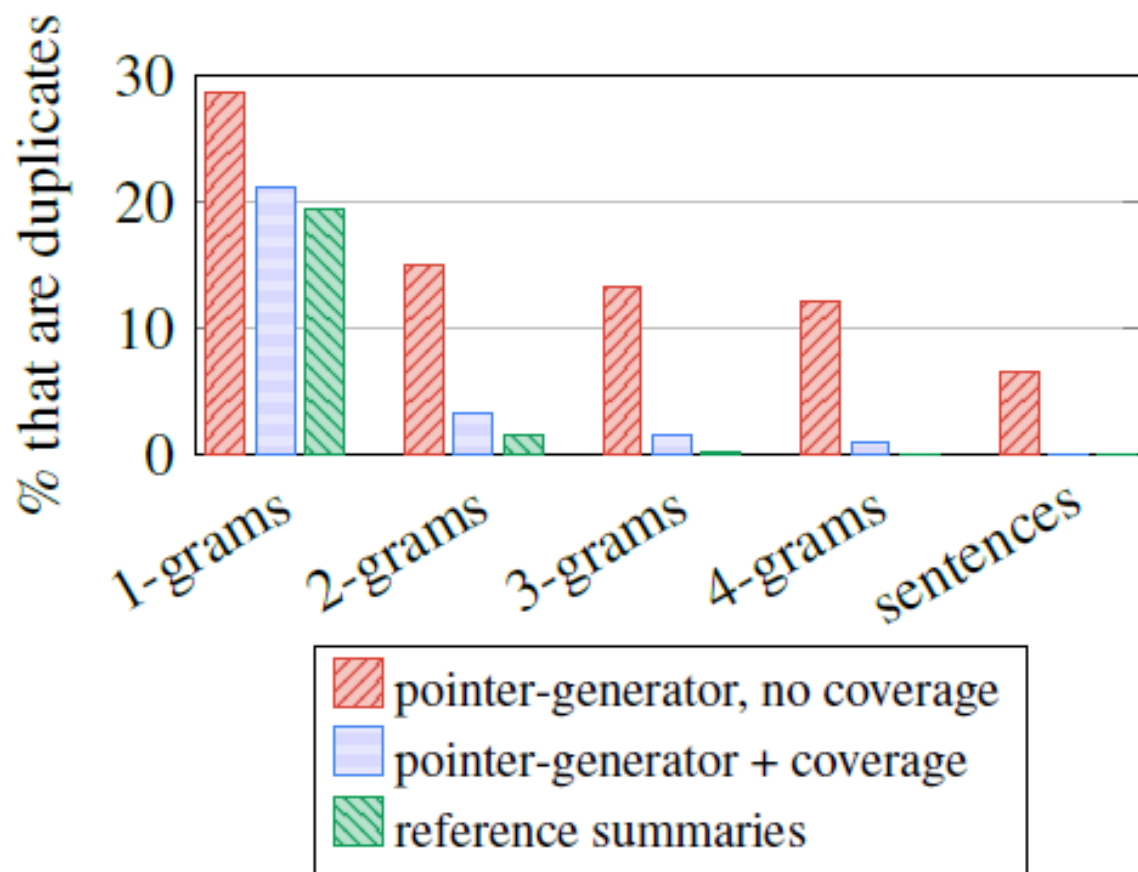 % that are duplicates
30
20
10
0
1-grams
2-grams
3-grams
4-grams
sentences
pointer-generator, no coverage
pointer-generator + coverage
reference summaries